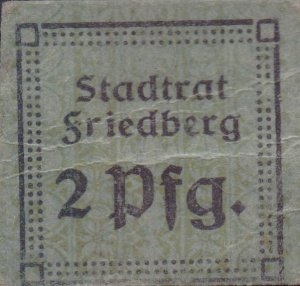 Stadtrat
Friedberg
2 Pfg.